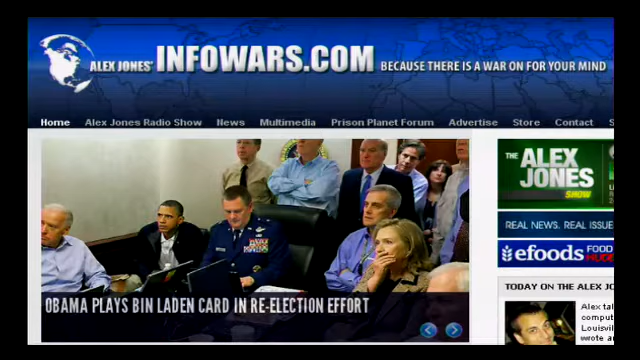 ALEX JONES' INFOWARS.COM BECAUSE THERE IS A WAR ON FOR YOUR MIND
Home Alex Jones Radio Show News Multimedia Prison Planet Forum Advertise Store Contact S
THE ALEX JONES SHOW
REAL NEWS. REAL ISSUE
efoods FOOD
OBAMA PLAYS BIN LADEN CARD IN RE-ELECTION EFFORT
TODAY ON THE ALEX JO
Alex tal
comput
Louisvil
wrote a